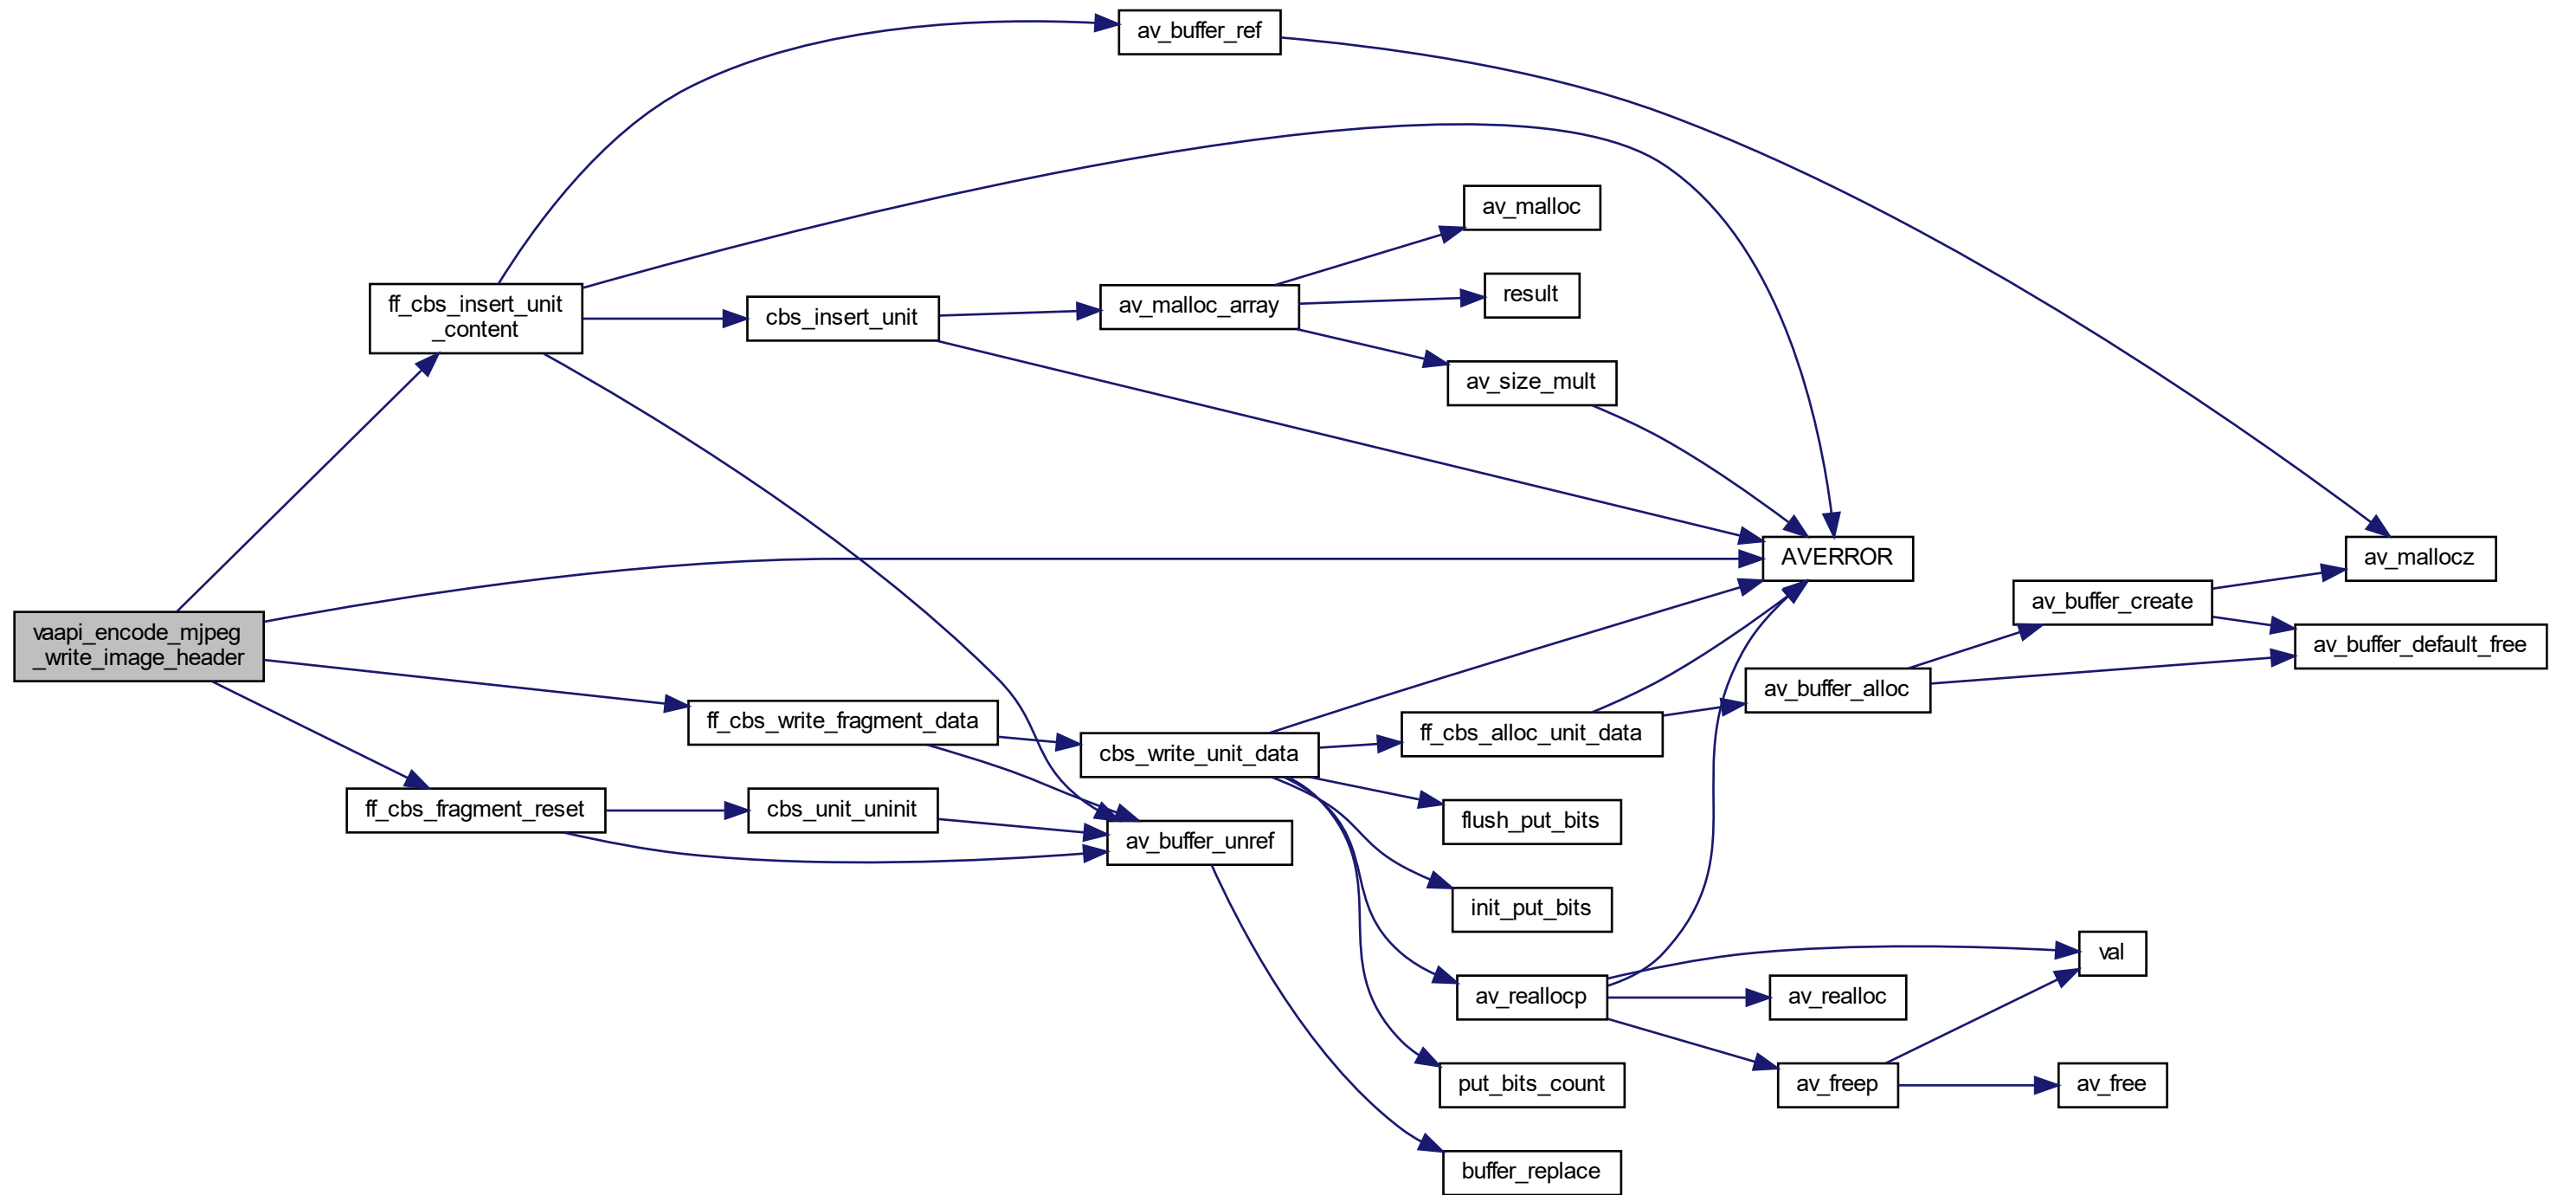 av_buffer_ref
av_malloc
result
ff_cbs_insert_unit
_content
cbs_insert_unit
av_malloc_array
av_size_mult
AVERROR
av_mallocz
av_buffer_create
av_buffer_default_free
vaapi_encode_mjpeg
_write_image_header
av_buffer_alloc
ff_cbs_write_fragment_data
ff_cbs_alloc_unit_data
cbs_write_unit_data
ff_cbs_fragment_reset
cbs_unit_uninit
flush_put_bits
av_buffer_unref
init_put_bits
val
av_reallocp
av_realloc
put_bits_count
av_freep
av_free
buffer_replace